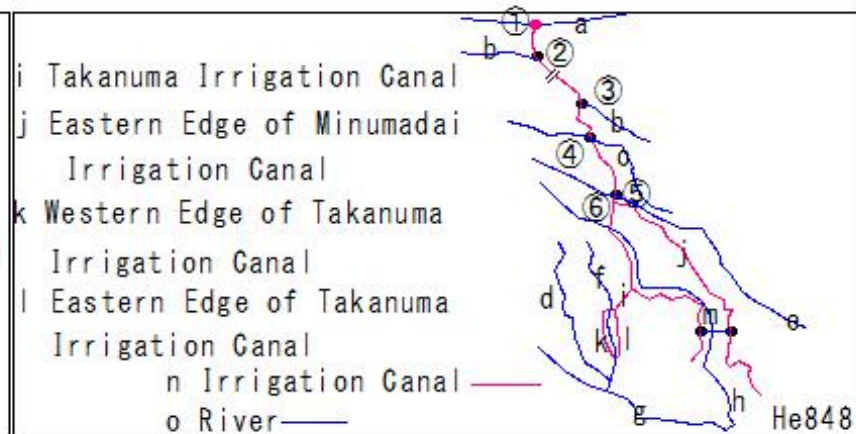 ① a
b ②
i Takanuma Irrigation Canal
③
j Eastern Edge of Minumadai
b
④ o
Irrigation Canal
k Western Edge of Takanuma
⑤
⑥
Irrigation Canal
j
f
i
d
l Eastern Edge of Takanuma
m
e
Irrigation Canal
k l
n Irrigation Canal
h
g
o River
He848